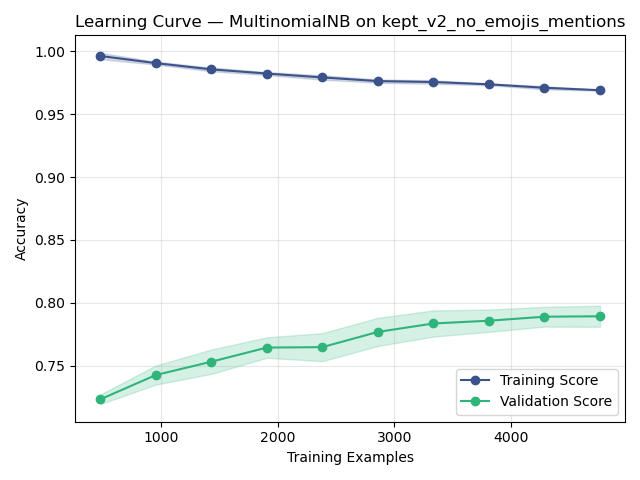 Learning Curve — MultinomialNB on kept_v2_no_emojis_mentions
1.00
0.95
0.90
0.85
0.80
0.75
Accuracy
Training Score
Validation Score
1000
2000
3000
4000
Training Examples